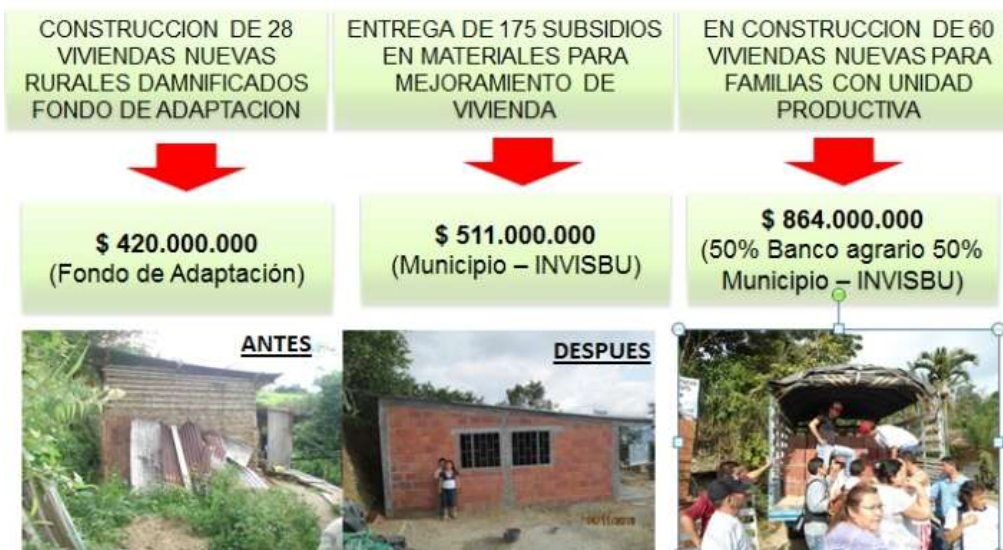 CONSTRUCCION DE 28
VIVIENDAS NUEVAS
RURALES DAMNIFICADOS
FONDO DE ADAPTACION
ENTREGA DE 175 SUBSIDIOS
EN MATERIALES PARA
MEJORAMIENTO DE
VIVIENDA
EN CONSTRUCCION DE 60
VIVIENDAS NUEVAS PARA
FAMILIAS CON UNIDAD
PRODUCTIVA
$ 420.000.000
(Fondo de Adaptación)
$ 511.000.000
(Municipio – INVISBU)
$ 864.000.000
(50% Banco agrario 50%
Municipio – INVISBU)
ANTES
DESPUES